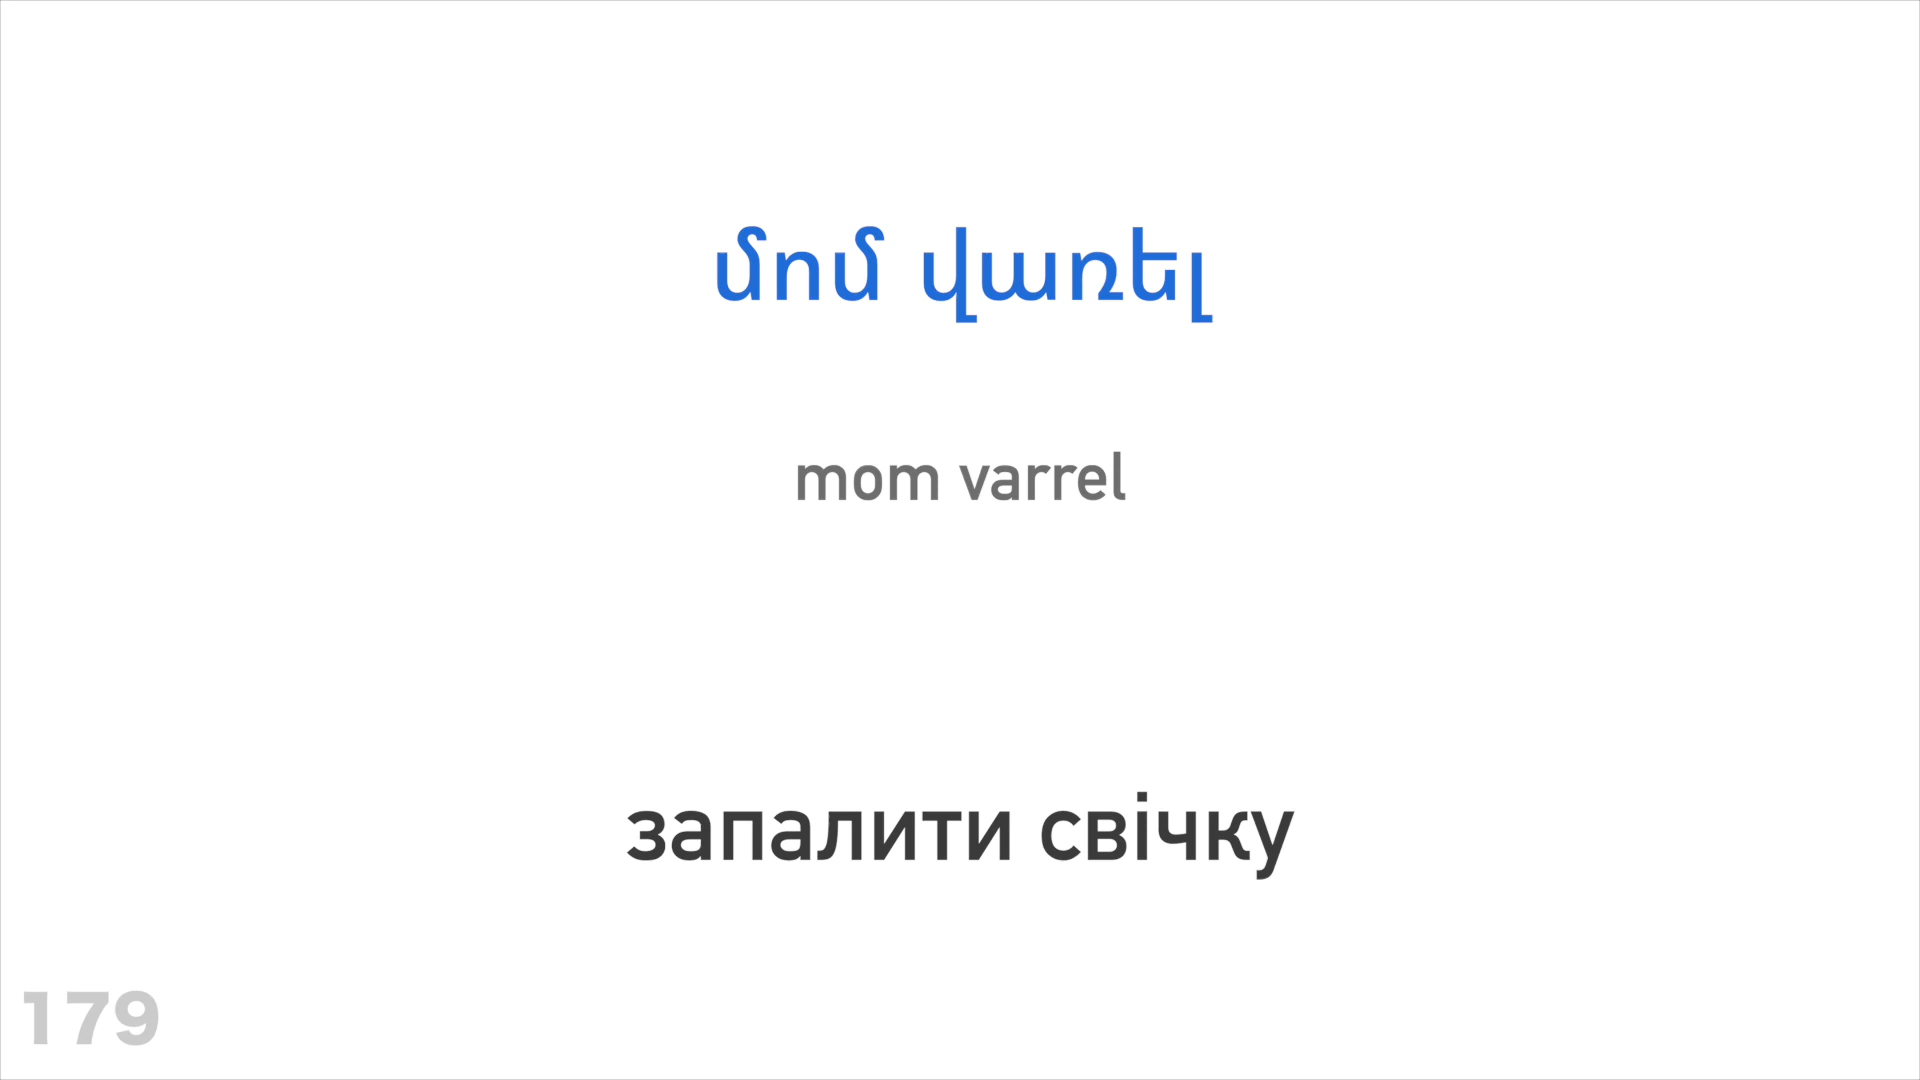 մոմ վառել
mom varrel
запалити свічку
179